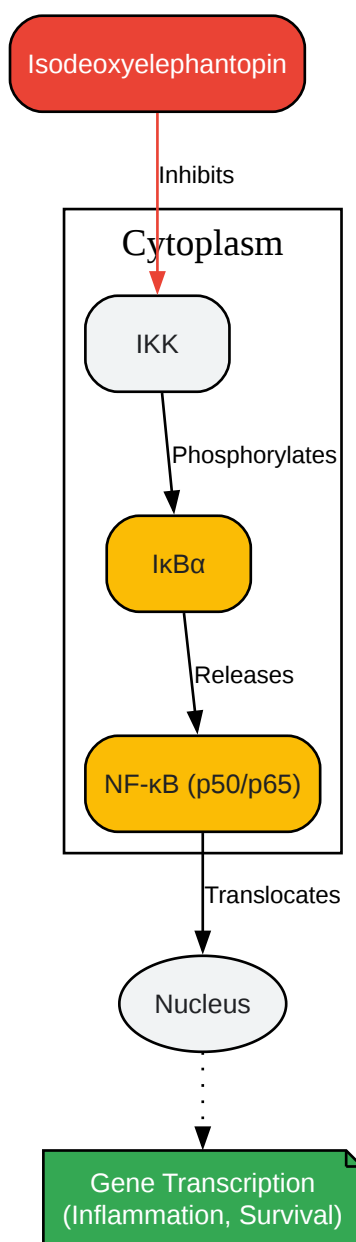 Isodeoxyelephantopin
Inhibits
Cytoplasm
IKK
Phosphorylates
IκBα
Releases
NF-κB (p50/p65)
Translocates
Nucleus
Gene Transcription
(Inflammation, Survival)